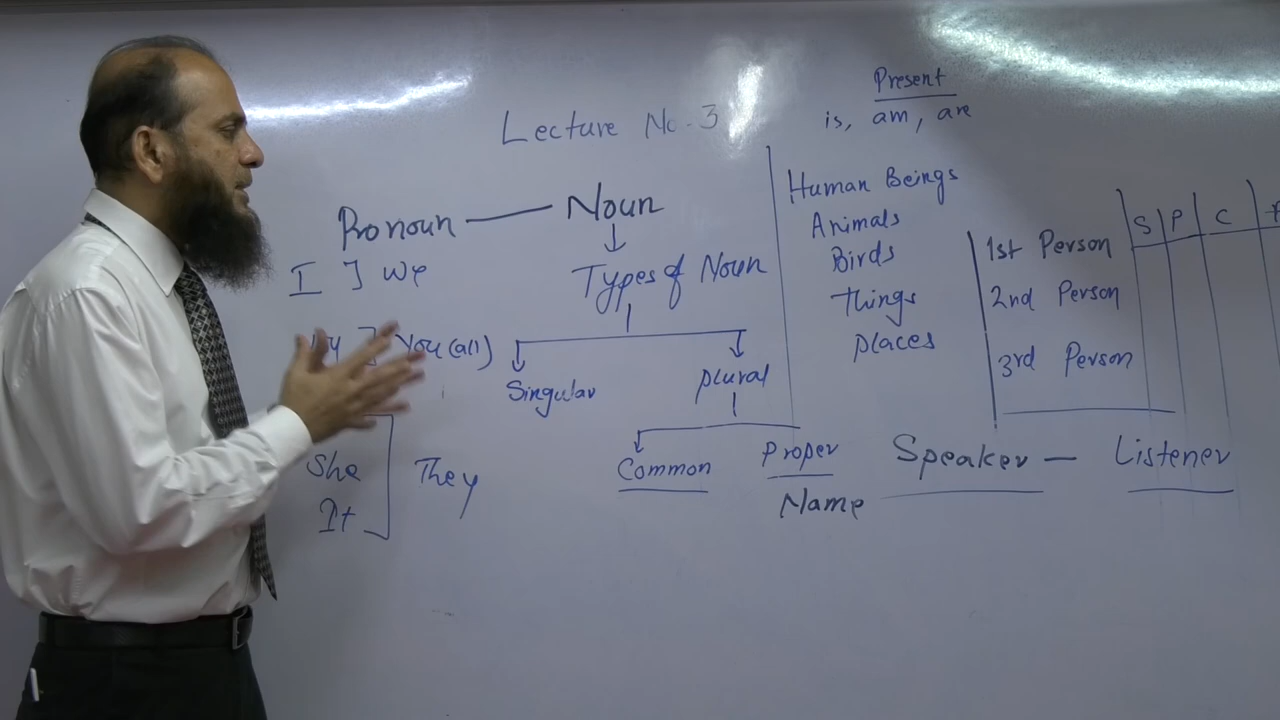 Present
is, am, are
Lecture No-3
Pronoun — Noun
Types of Noun
Singular
Plural
Common
Proper
Name
I ] We
] You (all)
She
It
They
Human Beings
Animals
Birds
Things
Places
S P C
1st Person
2nd Person
3rd Person
Speaker — Listener